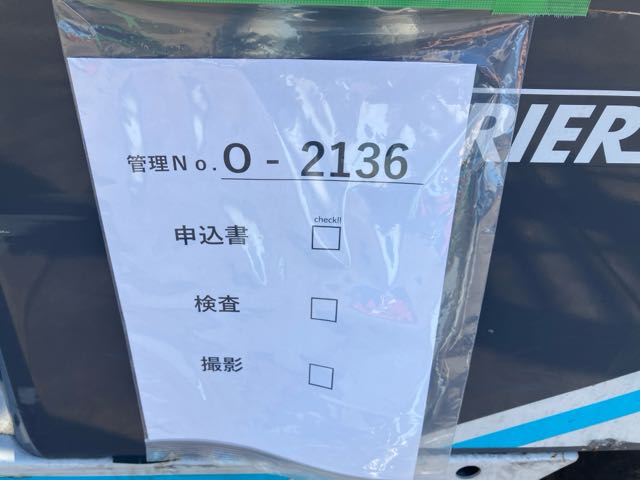 管理No.O - 2136
check!!
申込書
検査
撮影
RIER